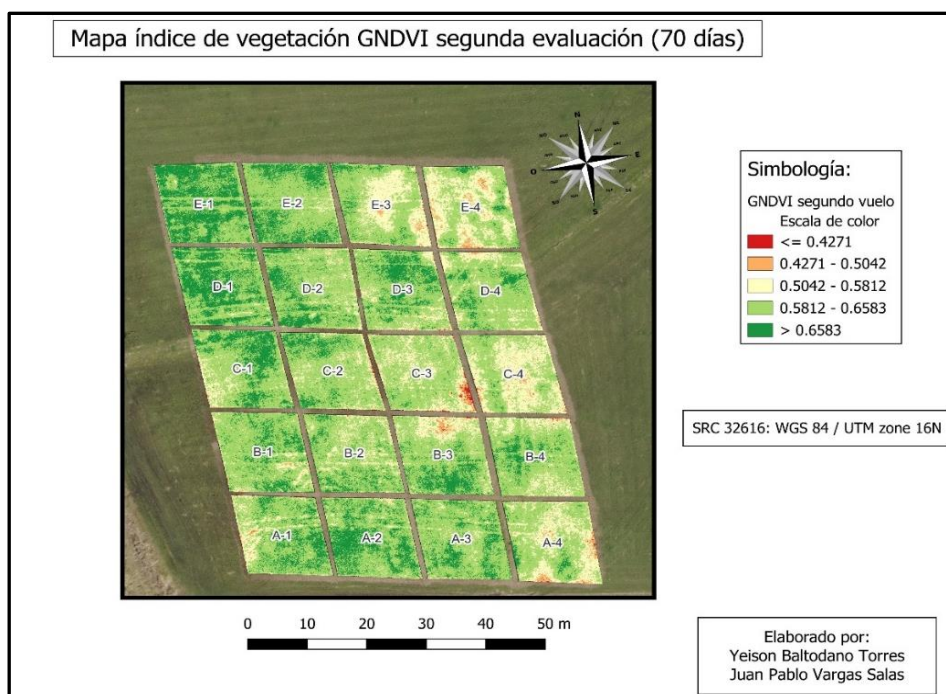 Mapa índice de vegetación GNDVI segunda evaluación (70 días)
N
E
S
O
E-1
E-2
E-3
E-4
D-1
D-2
D-3
D-4
C-1
C-2
C-3
C-4
B-1
B-2
B-3
B-4
A-1
A-2
A-3
A-4
Simbología:
GNDVI segundo vuelo
Escala de color
<= 0.4271
0.4271 - 0.5042
0.5042 - 0.5812
0.5812 - 0.6583
> 0.6583
SRC 32616: WGS 84 / UTM zone 16N
0 10 20 30 40 50 m
Elaborado por:
Yeison Baltodano Torres
Juan Pablo Vargas Salas